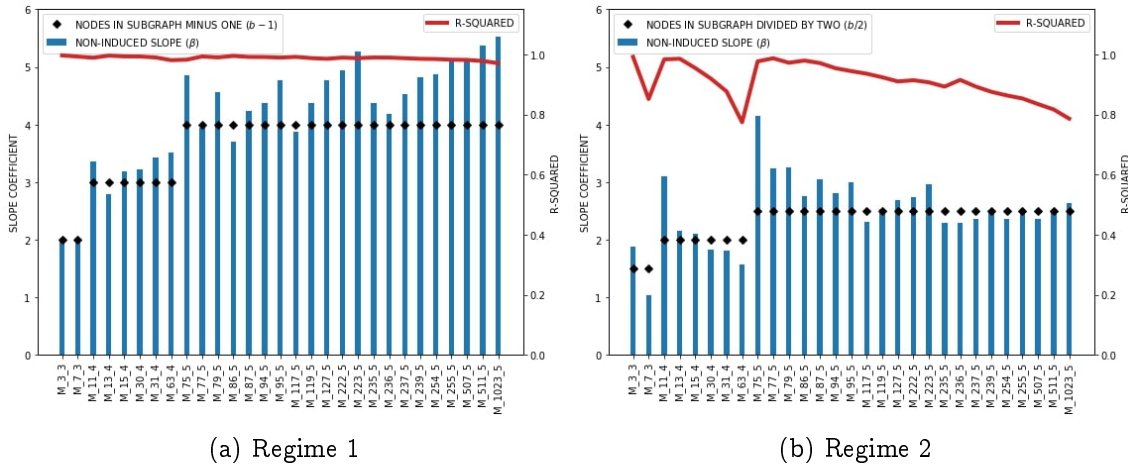 NODES IN SUBGRAPH MINUS ONE (b − 1)
NON-INDUCED SLOPE (β)
R-SQUARED
6
5
4
3
2
1
0
SLOPE COEFFICIENT
1.0
0.8
0.6
0.4
0.2
0.0
R-SQUARED
M_3_3
M_7_3
M_11_4
M_13_4
M_15_4
M_30_4
M_31_4
M_63_4
M_75_5
M_77_5
M_79_5
M_86_5
M_87_5
M_94_5
M_95_5
M_117_5
M_119_5
M_127_5
M_222_5
M_223_5
M_235_5
M_236_5
M_237_5
M_239_5
M_254_5
M_255_5
M_507_5
M_511_5
M_1023_5
(a) Regime 1
NODES IN SUBGRAPH DIVIDED BY TWO (b/2)
NON-INDUCED SLOPE (β)
R-SQUARED
6
5
4
3
2
1
0
SLOPE COEFFICIENT
1.0
0.8
0.6
0.4
0.2
0.0
R-SQUARED
M_3_3
M_7_3
M_11_4
M_13_4
M_15_4
M_30_4
M_31_4
M_63_4
M_75_5
M_77_5
M_79_5
M_86_5
M_87_5
M_94_5
M_95_5
M_117_5
M_119_5
M_127_5
M_222_5
M_223_5
M_235_5
M_236_5
M_237_5
M_239_5
M_254_5
M_255_5
M_507_5
M_511_5
M_1023_5
(b) Regime 2